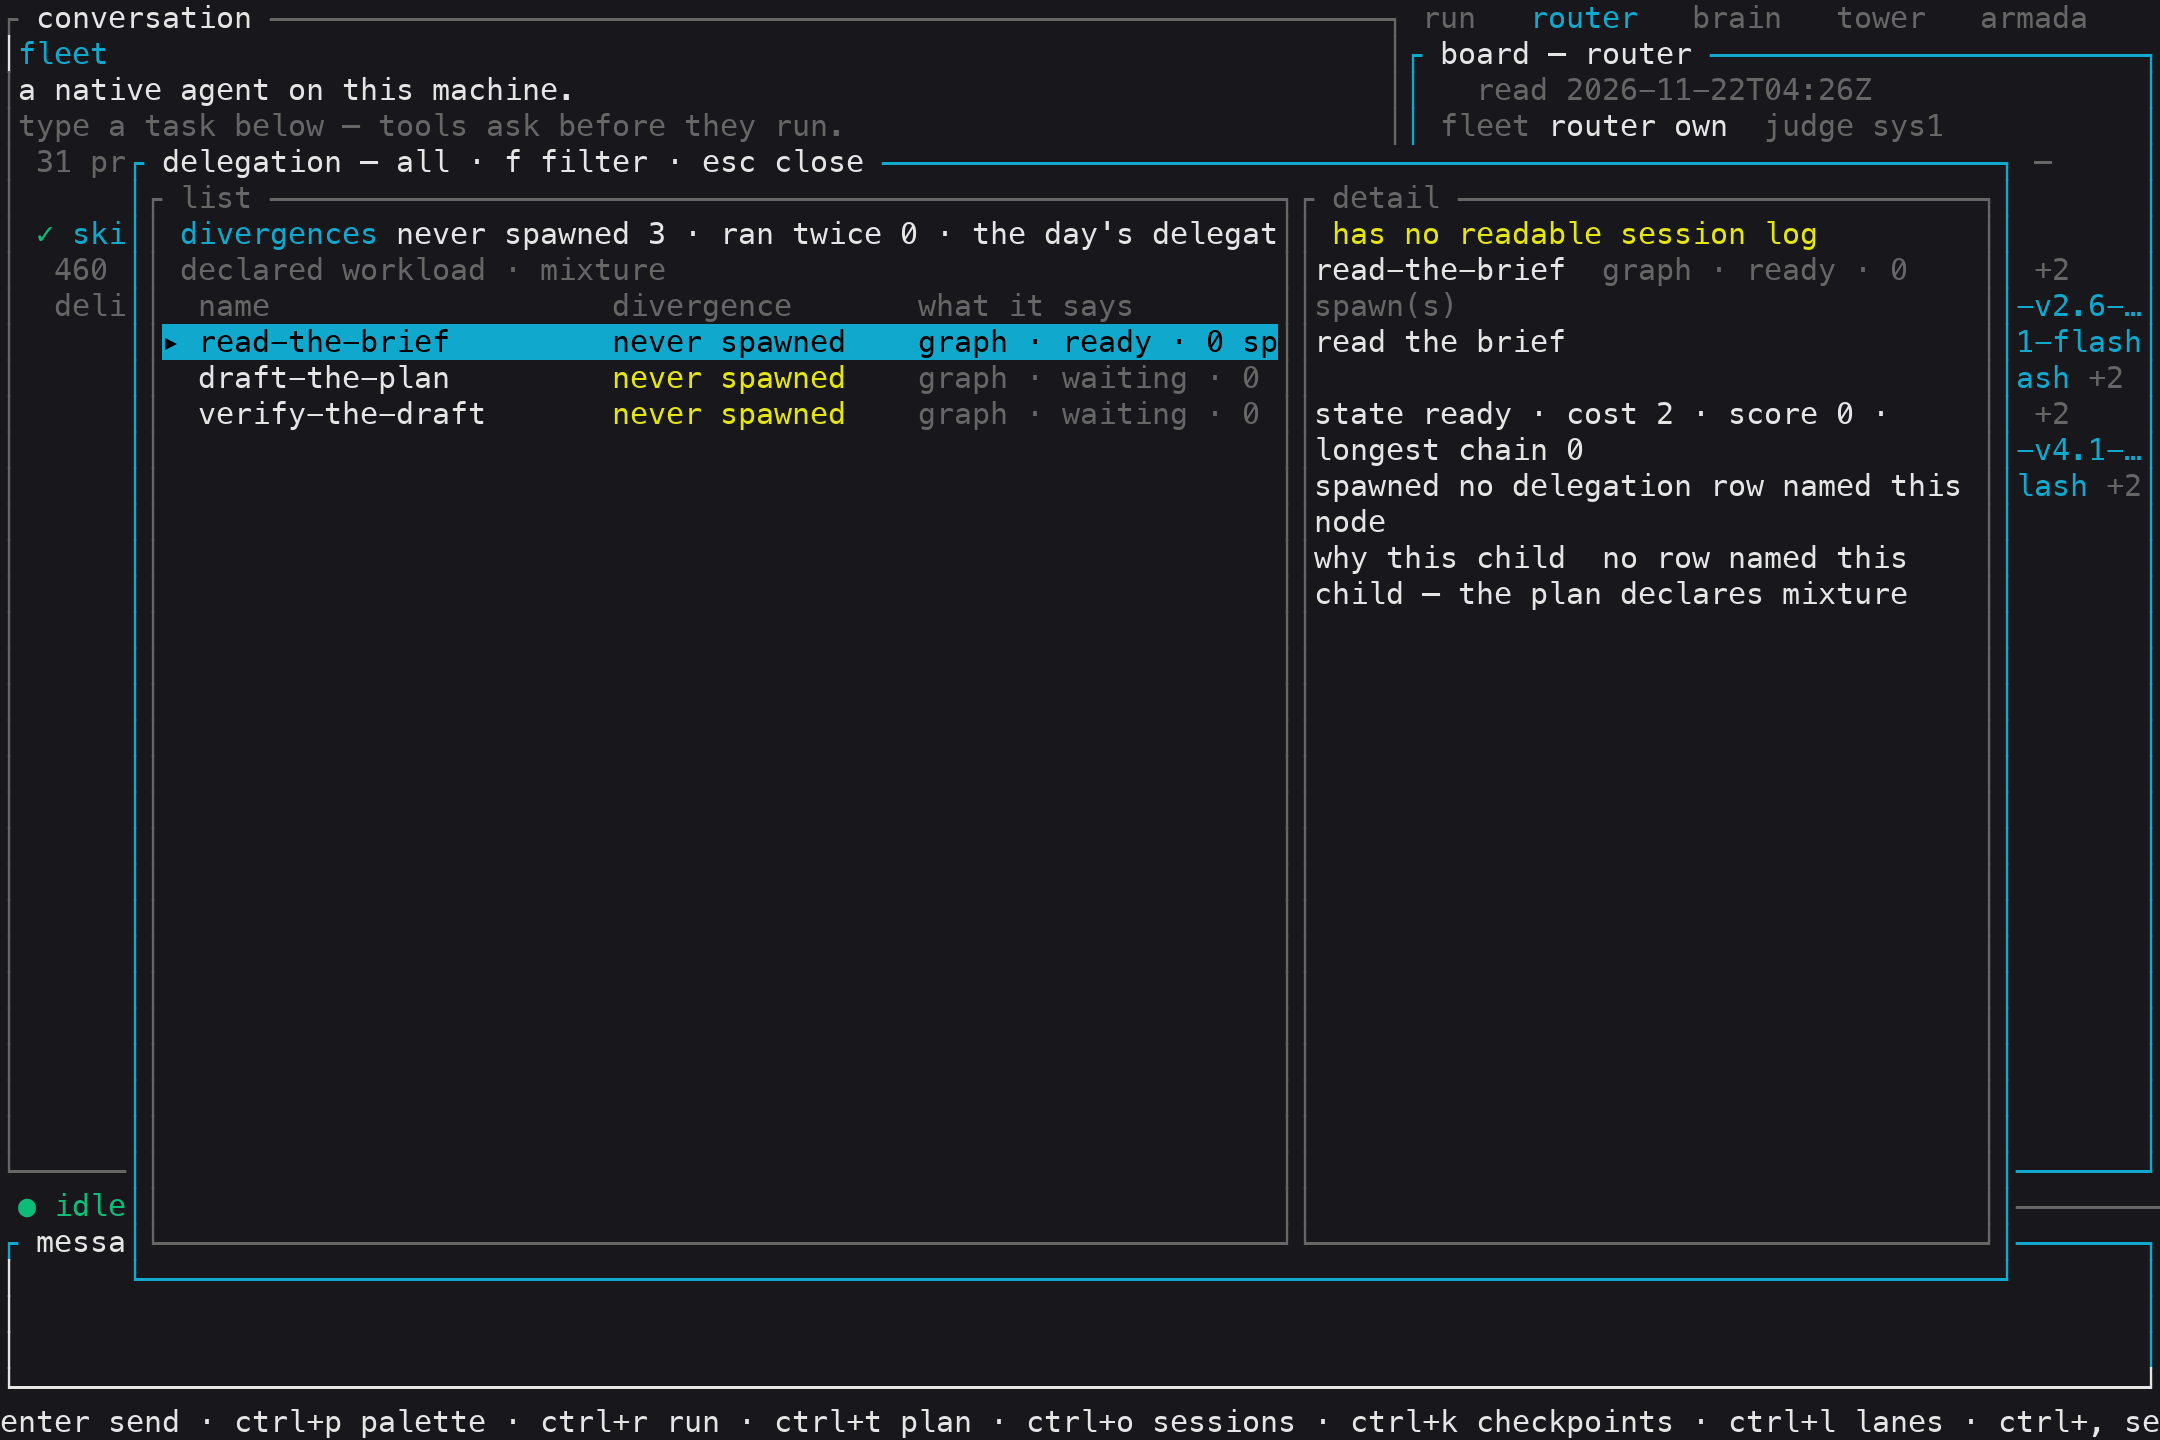 conversation
run router brain tower armada
fleet
board — router
a native agent on this machine.
read 2026-11-22T04:26Z
type a task below — tools ask before they run.
fleet router own judge sys1
31 pr
delegation — all · f filter · esc close
—
list
detail
✓ ski
divergences never spawned 3 · ran twice 0 · the day's delegat
has no readable session log
460
declared workload · mixture
read-the-brief graph · ready · 0
+2
deli
name divergence what it says
spawn(s)
-v2.6-…
▸ read-the-brief never spawned graph · ready · 0 sp
read the brief
1-flash
draft-the-plan never spawned graph · waiting · 0
ash +2
verify-the-draft never spawned graph · waiting · 0
state ready · cost 2 · score 0 ·
+2
longest chain 0
-v4.1-…
spawned no delegation row named this
lash +2
node
why this child no row named this
child — the plan declares mixture
● idle
messa
enter send · ctrl+p palette · ctrl+r run · ctrl+t plan · ctrl+o sessions · ctrl+k checkpoints · ctrl+l lanes · ctrl+, se